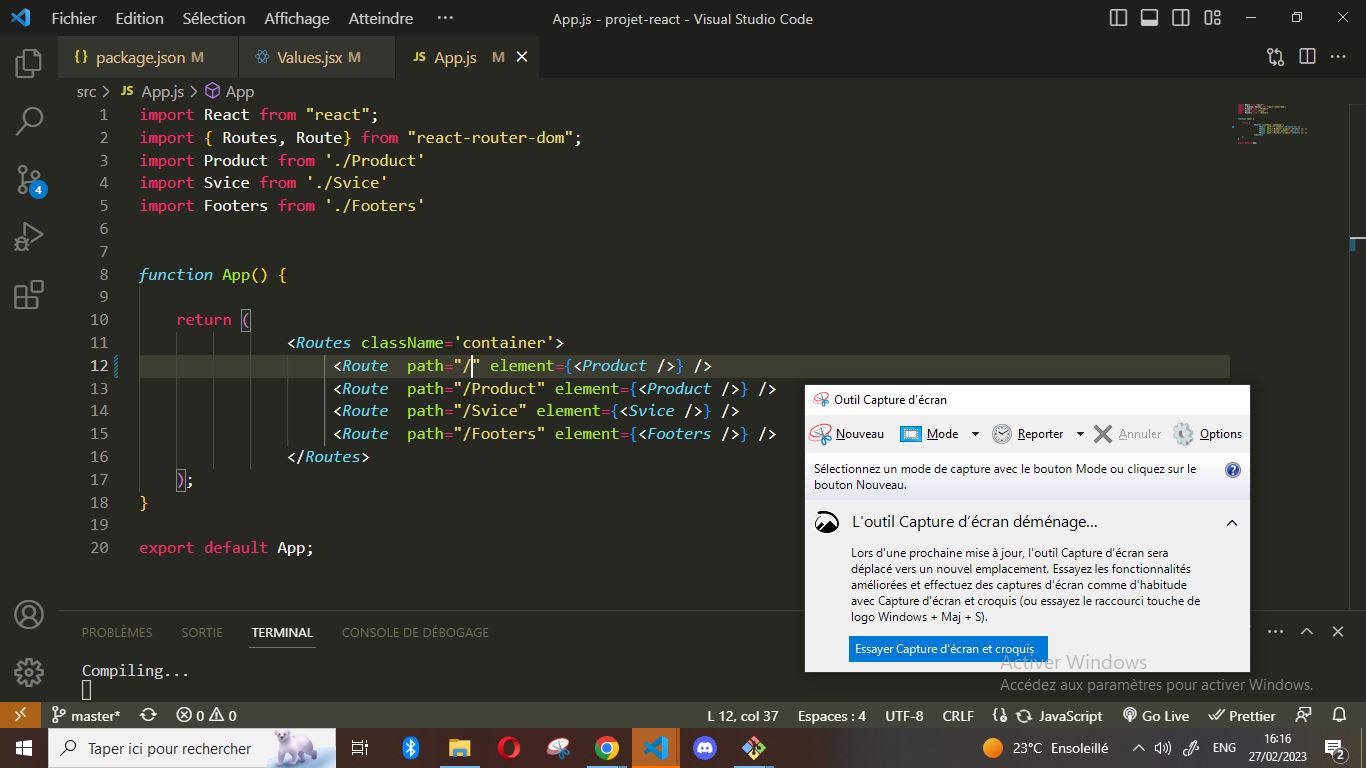 Fichier Edition Sélection Affichage Atteindre ··· App.js - projet-react - Visual Studio Code
{} package.json M Values.jsx M JS App.js M
src > JS App.js > App
1 import React from "react";
2 import { Routes, Route} from "react-router-dom";
3 import Product from './Product'
4 import Svice from './Svice'
5 import Footers from './Footers'
6
7
8 function App() {
9
10 return (
11 <Routes className='container'>
12 <Route path="/" element={<Product />} />
13 <Route path="/Product" element={<Product />} />
14 <Route path="/Svice" element={<Svice />} />
15 <Route path="/Footers" element={<Footers />} />
16 </Routes>
17 );
18 }
19
20 export default App;
4
Outil Capture d'écran
Nouveau Mode Reporter Annuler Options
Sélectionnez un mode de capture avec le bouton Mode ou cliquez sur le
bouton Nouveau.
L'outil Capture d'écran déménage...
Lors d'une prochaine mise à jour, l'outil Capture d'écran sera
déplacé vers un nouvel emplacement. Essayez les fonctionnalités
améliorées et effectuez des captures d'écran comme d'habitude
avec Capture d'écran et croquis (ou essayez le raccourci touche de
logo Windows + Maj + S).
Essayer Capture d'écran et croquis
PROBLÈMES SORTIE TERMINAL CONSOLE DE DÉBOGAGE
Compiling...
Activer Windows
Accédez aux paramètres pour activer Windows.
master* 0 0 L 12, col 37 Espaces : 4 UTF-8 CRLF {} JavaScript Go Live Prettier
Taper ici pour rechercher 23°C Ensoleillé ENG 16:16
27/02/2023 2